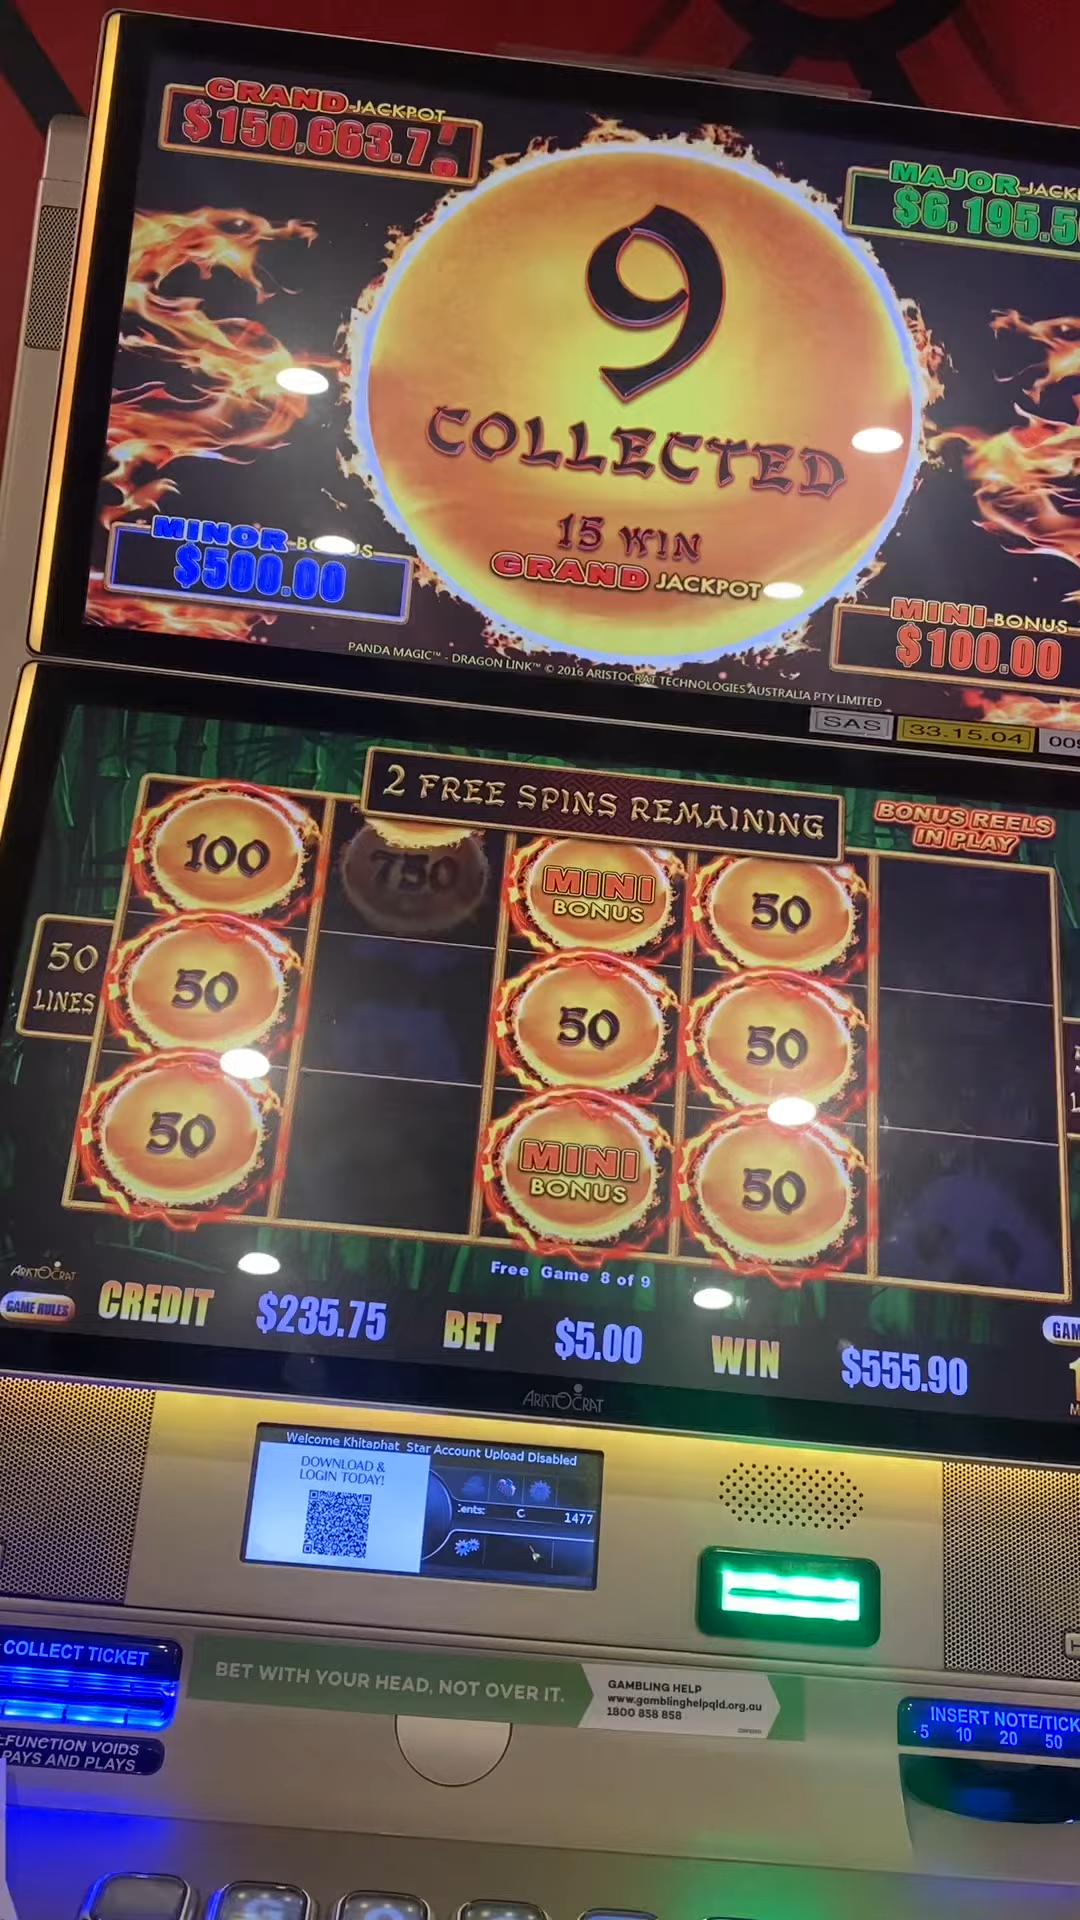 GRAND JACKPOT
$150,663.7
MAJOR
$6,195.5
9
COLLECTED
15 WIN
GRAND JACKPOT
MINOR BONUS
$500.00
MINI BONUS
$100.00
PANDA MAGIC™ - DRAGON LINK™ © 2016 ARISTOCRAT TECHNOLOGIES AUSTRALIA PTY LIMITED
SAS 33.15.04
2 FREE SPINS REMAINING
BONUS REELS
IN PLAY
100
750
MINI
BONUS
50
50
LINES
50
50
50
50
MINI
BONUS
50
Free Game 8 of 9
ARISTOCRAT
GAME RULES
CREDIT $235.75 BET $5.00 WIN $555.90
ARISTOCRAT
Welcome Khitaphat Star Account Upload Disabled
DOWNLOAD &
LOGIN TODAY!
1477
COLLECT TICKET
BET WITH YOUR HEAD, NOT OVER IT.
GAMBLING HELP
www.gamblinghelpqld.org.au
1800 858 858
INSERT NOTE/TICK
5 10 20 50
FUNCTION VOIDS
PAYS AND PLAYS